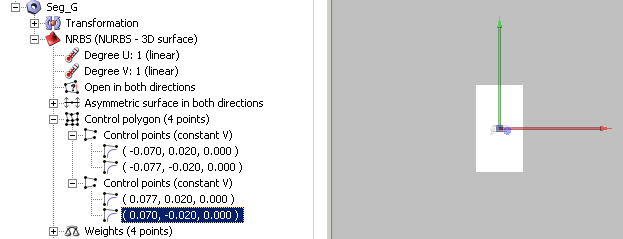 Seg_G
Transformation
NRBS (NURBS - 3D surface)
Degree U: 1 (linear)
Degree V: 1 (linear)
Open in both directions
Asymmetric surface in both directions
Control polygon (4 points)
Control points (constant V)
( -0.070, 0.020, 0.000 )
( -0.077, -0.020, 0.000 )
Control points (constant V)
( 0.077, 0.020, 0.000 )
( 0.070, -0.020, 0.000 )
Weights (4 points)